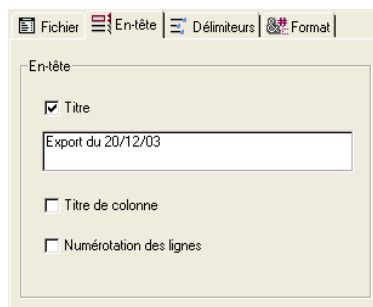 Fichier En-tête Délimiteurs Format
En-tête
Titre
Export du 20/12/03
Titre de colonne
Numérotation des lignes